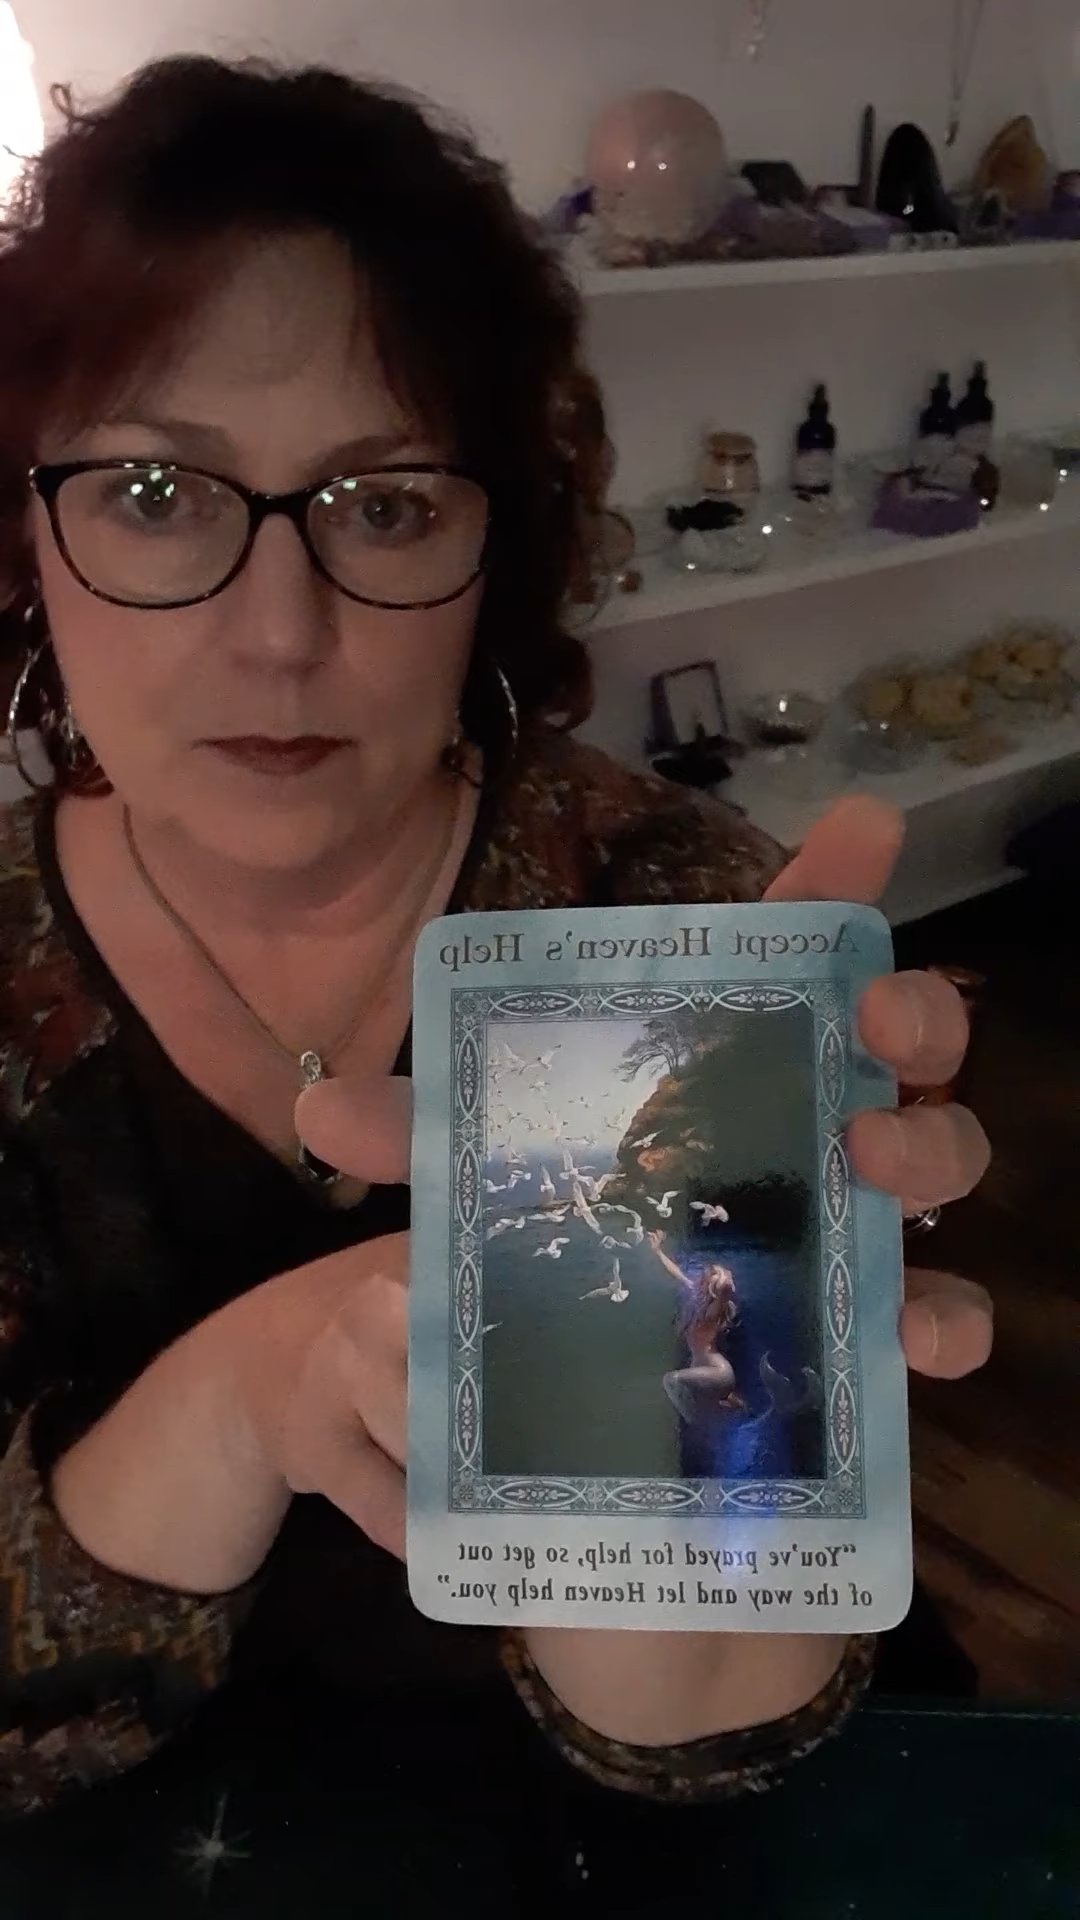 Accept Heaven's Help
"You've prayed for help, so get out
of the way and let Heaven help you."